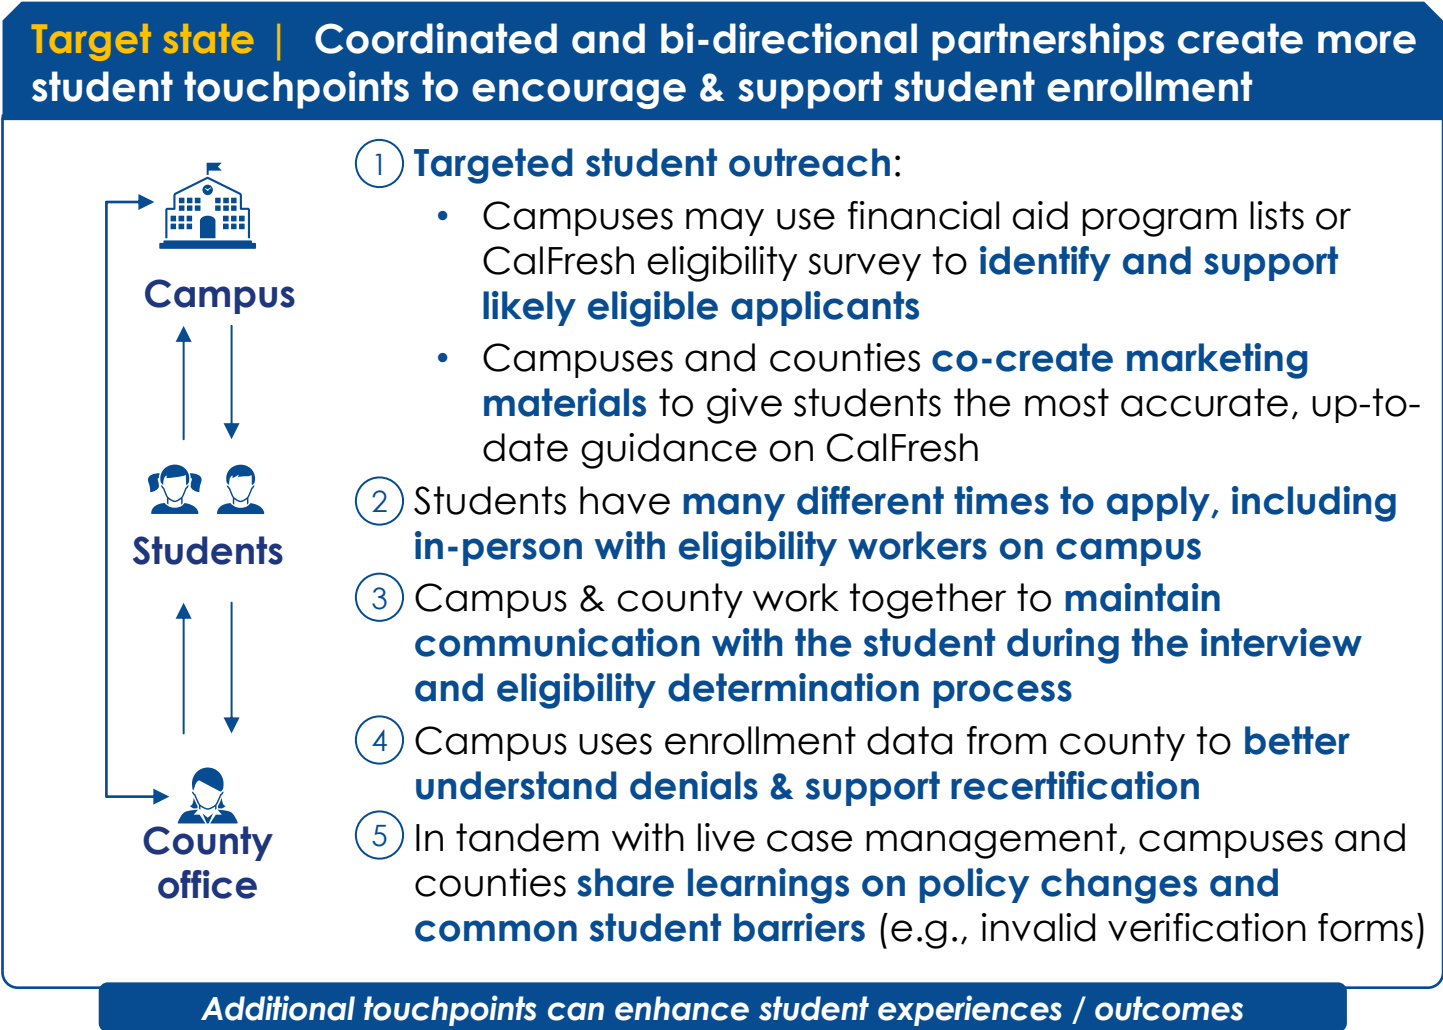 Target state | Coordinated and bi-directional partnerships create more
student touchpoints to encourage & support student enrollment
Campus
Students
County
office
1 Targeted student outreach:
• Campuses may use financial aid program lists or
CalFresh eligibility survey to identify and support
likely eligible applicants
• Campuses and counties co-create marketing
materials to give students the most accurate, up-to-
date guidance on CalFresh
2 Students have many different times to apply, including
in-person with eligibility workers on campus
3 Campus & county work together to maintain
communication with the student during the interview
and eligibility determination process
4 Campus uses enrollment data from county to better
understand denials & support recertification
5 In tandem with live case management, campuses and
counties share learnings on policy changes and
common student barriers (e.g., invalid verification forms)
Additional touchpoints can enhance student experiences / outcomes